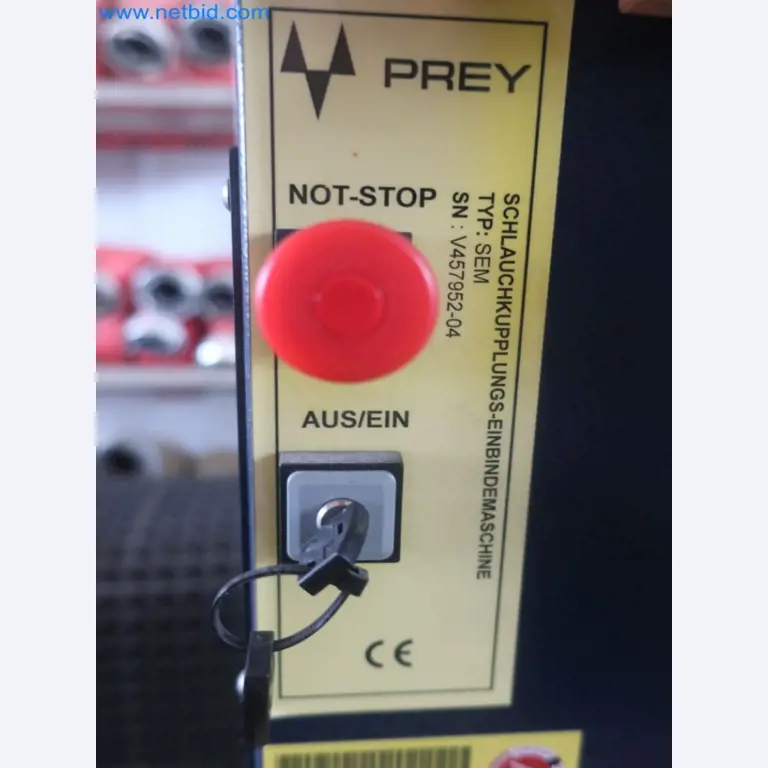 www.netbid.com
PREY
NOT-STOP
SCHLAUCHKUPPLUNGS-EINBINDEMASCHINE
TYP: SEM
SN : V457952-04
AUS/EIN
CE